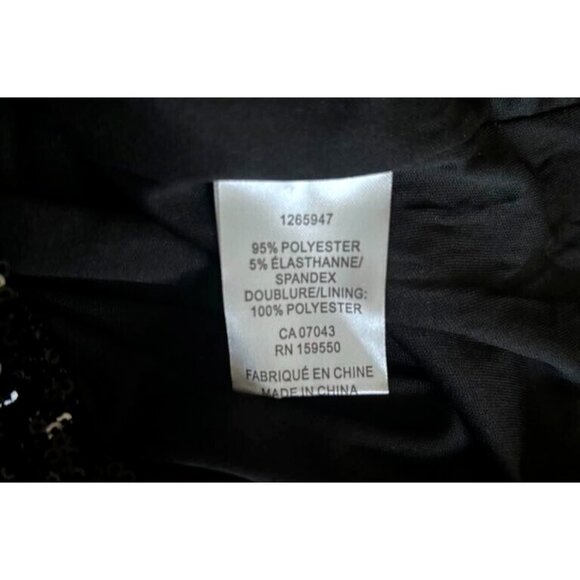 1265947
95% POLYESTER
5% ÉLASTHANNE/
SPANDEX
DOUBLURE/LINING:
100% POLYESTER
CA 07043
RN 159550
FABRIQUÉ EN CHINE
MADE IN CHINA